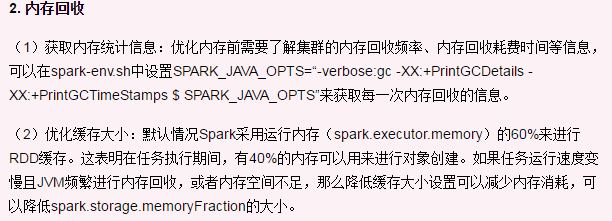 2. 内存回收
（1）获取内存统计信息：优化内存前需要了解集群的内存回收频率、内存回收耗费时间等信息，
可以在spark-env.sh中设置SPARK_JAVA_OPTS=“-verbose:gc -XX:+PrintGCDetails -
XX:+PrintGCTimeStamps $ SPARK_JAVA_OPTS”来获取每一次内存回收的信息。
（2）优化缓存大小：默认情况Spark采用运行内存（spark.executor.memory）的60%来进行
RDD缓存。这表明在任务执行期间，有40%的内存可以用来进行对象创建。如果任务运行速度变
慢且JVM频繁进行内存回收，或者内存空间不足，那么降低缓存大小设置可以减少内存消耗，可
以降低spark.storage.memoryFraction的大小。